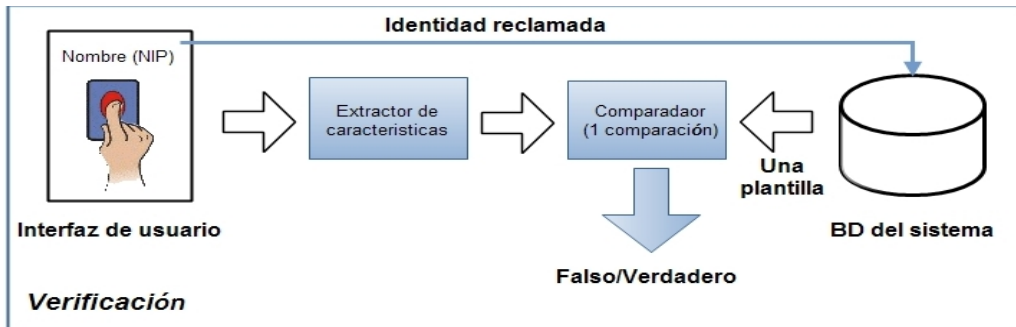 Identidad reclamada
Nombre (NIP)
Extractor de
caracteristicas
Comparadaor
(1 comparación)
Una
plantilla
Interfaz de usuario
BD del sistema
Falso/Verdadero
Verificación